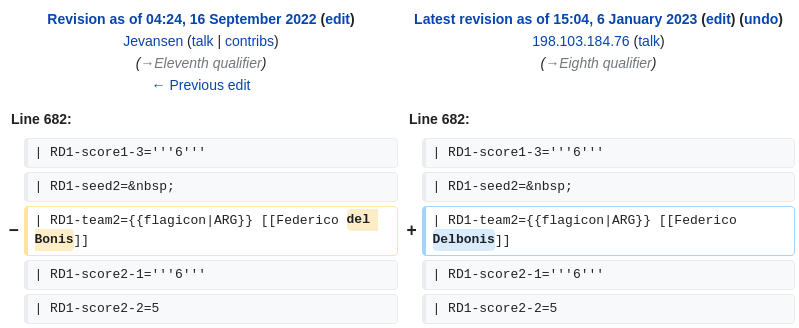 Revision as of 04:24, 16 September 2022 (edit)
Jevansen (talk | contribs)
(→Eleventh qualifier)
← Previous edit
Latest revision as of 15:04, 6 January 2023 (edit) (undo)
198.103.184.76 (talk)
(→Eighth qualifier)
Line 682:
Line 682:
| RD1-score1-3='''6'''
| RD1-score1-3='''6'''
| RD1-seed2=&nbsp;
| RD1-seed2=&nbsp;
− | RD1-team2={{flagicon|ARG}} [[Federico del
Bonis]]
+ | RD1-team2={{flagicon|ARG}} [[Federico
Delbonis]]
| RD1-score2-1='''6'''
| RD1-score2-1='''6'''
| RD1-score2-2=5
| RD1-score2-2=5